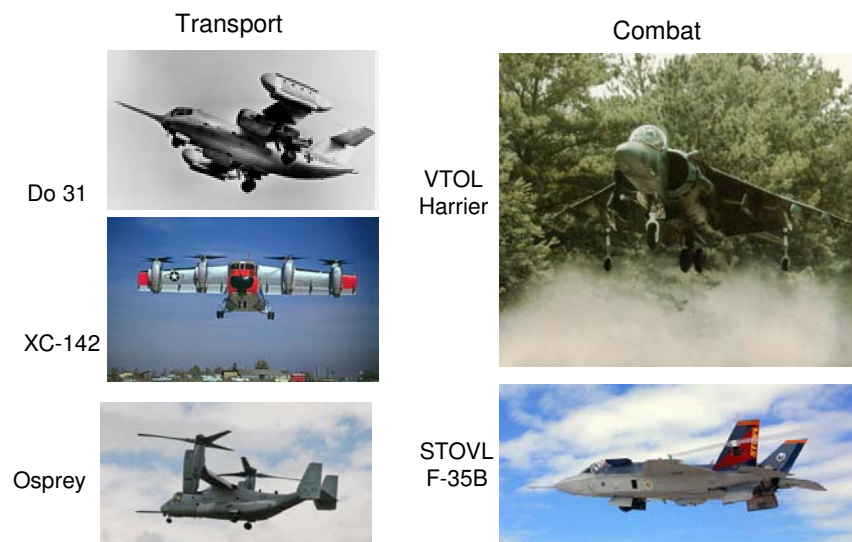 Transport
Combat
Do 31
VTOL
Harrier
XC-142
Osprey
STOVL
F-35B